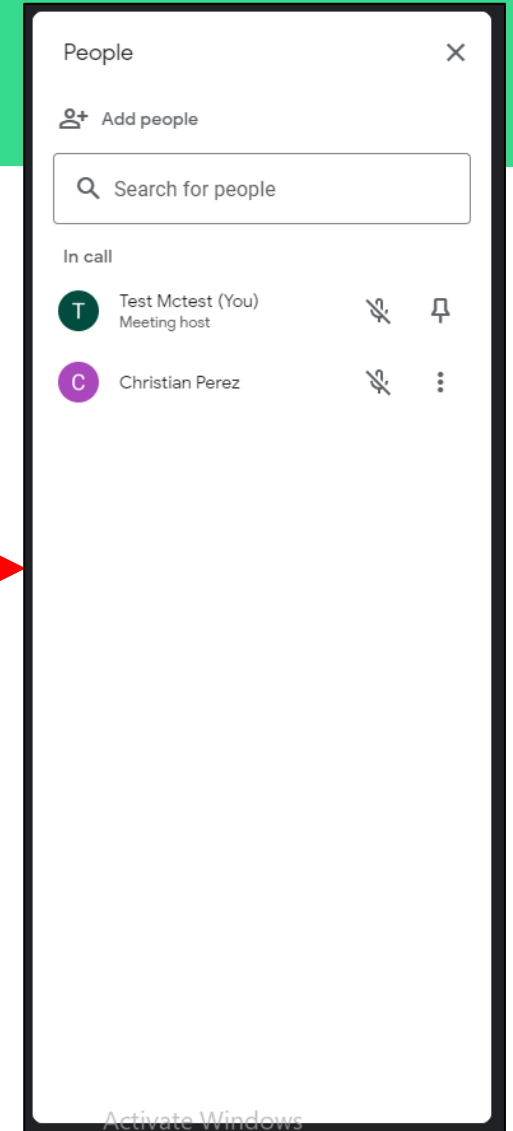 People
Add people
Search for people
In call
T
Test Mctest (You)
Meeting host
C
Christian Perez
Activate Windows